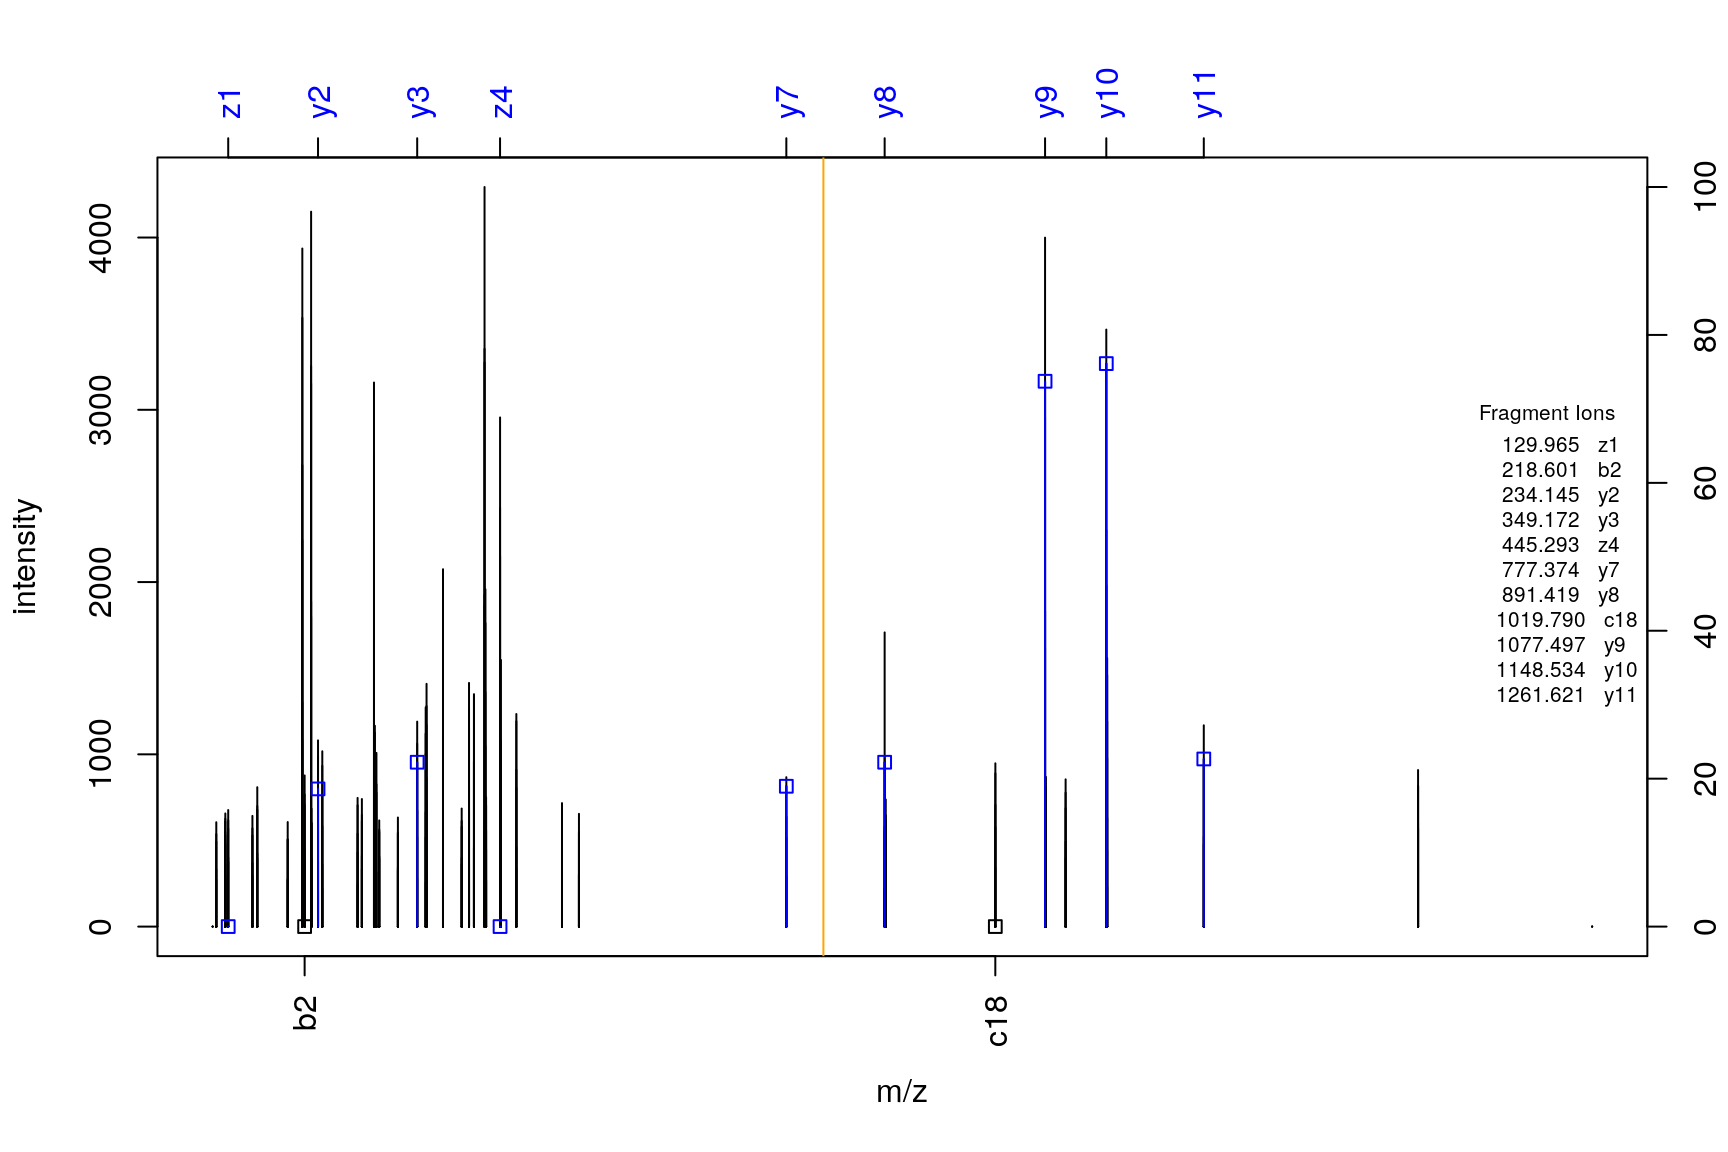 z1 y2 y3 z4 y7 y8 y9 y10 y11
intensity
0 1000 2000 3000 4000
0 20 40 60 80 100
Fragment Ions
129.965 z1
218.601 b2
234.145 y2
349.172 y3
445.293 z4
777.374 y7
891.419 y8
1019.790 c18
1077.497 y9
1148.534 y10
1261.621 y11
b2 c18
m/z